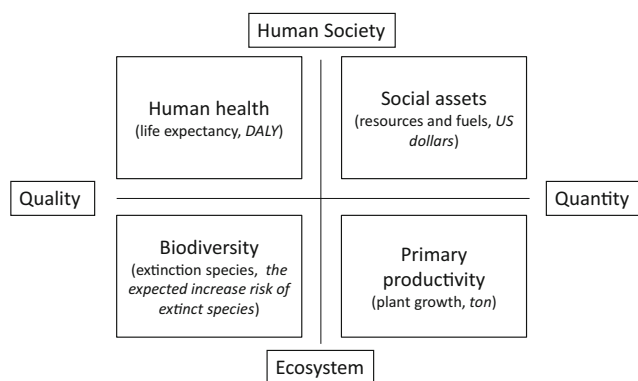 Human Society
Human health
(life expectancy, DALY)
Social assets
(resources and fuels, US
dollars)
Quality
Quantity
Biodiversity
(extinction species, the
expected increase risk of
extinct species)
Primary
productivity
(plant growth, ton)
Ecosystem